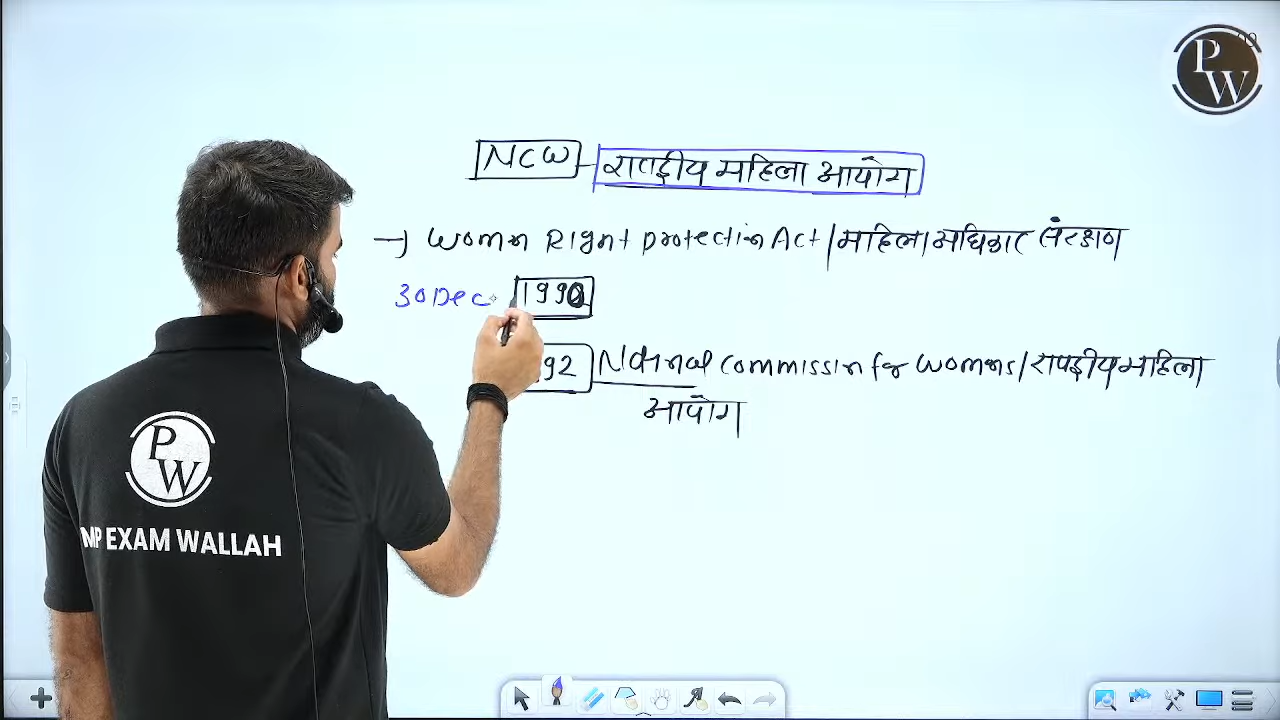 PW
NCW - राष्ट्रीय महिला आयोग
→ Women Right protection Act / महिला अधिकार संरक्षण
30 Dec 1990
92 National commission for womens / राष्ट्रीय महिला
आयोग
PW
MP EXAM WALLAH